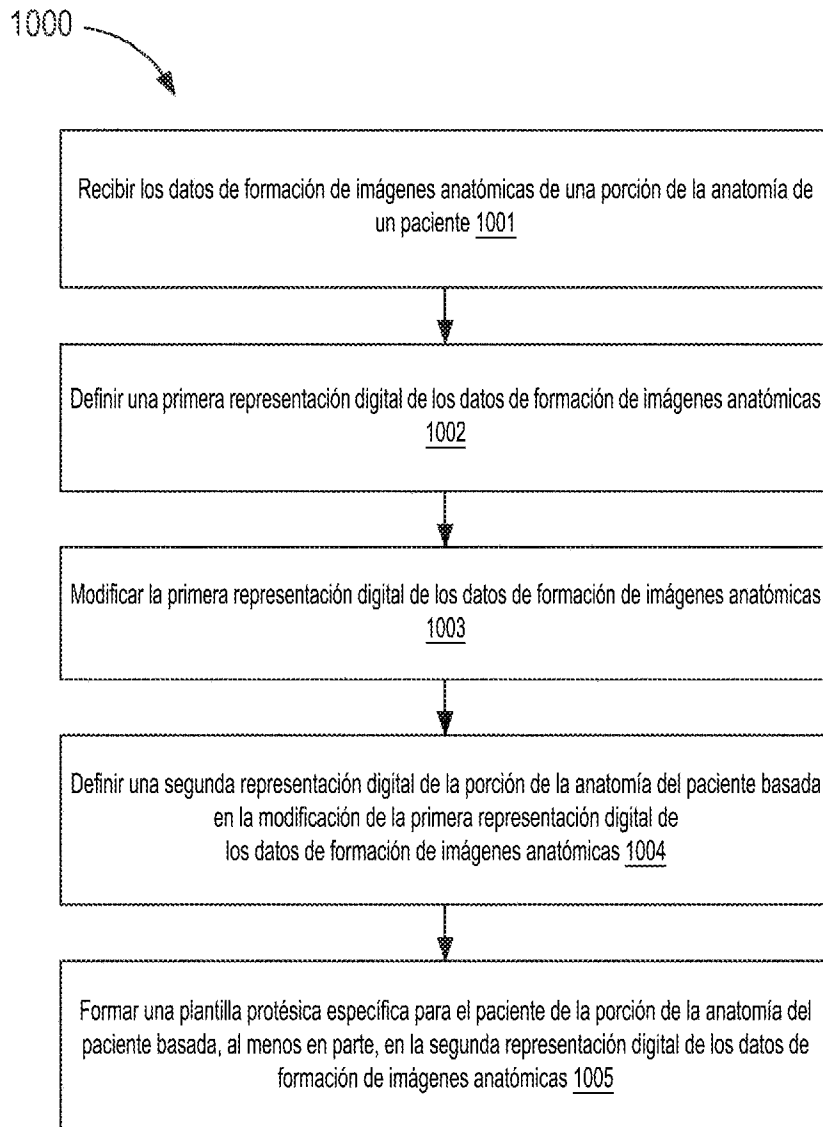 1000
Recibir los datos de formación de imágenes anatómicas de una porción de la anatomía de
un paciente 1001
Definir una primera representación digital de los datos de formación de imágenes anatómicas
1002
Modificar la primera representación digital de los datos de formación de imágenes anatómicas
1003
Definir una segunda representación digital de la porción de la anatomía del paciente basada
en la modificación de la primera representación digital de
los datos de formación de imágenes anatómicas 1004
Formar una plantilla protésica específica para el paciente de la porción de la anatomía del
paciente basada, al menos en parte, en la segunda representación digital de los datos de
formación de imágenes anatómicas 1005